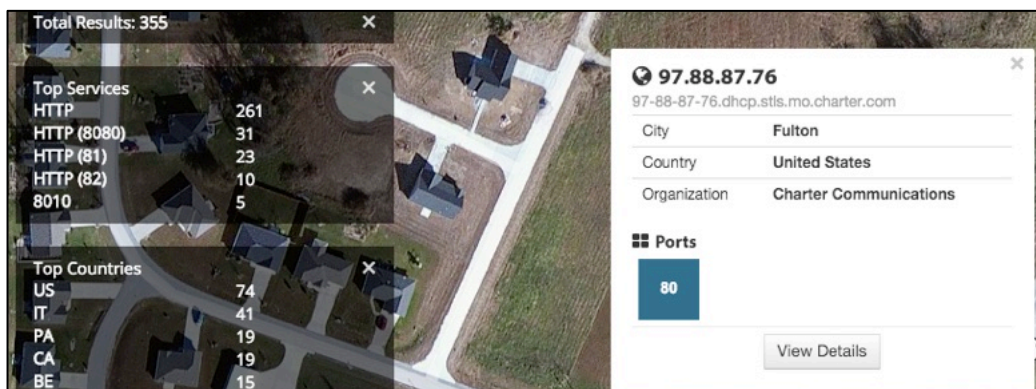 Total Results: 355
Top Services
HTTP 261
HTTP (8080) 31
HTTP (81) 23
HTTP (82) 10
8010 5
Top Countries
US 74
IT 41
PA 19
CA 19
BE 15
97.88.87.76
97-88-87-76.dhcp.stls.mo.charter.com
City Fulton
Country United States
Organization Charter Communications
Ports
80
View Details